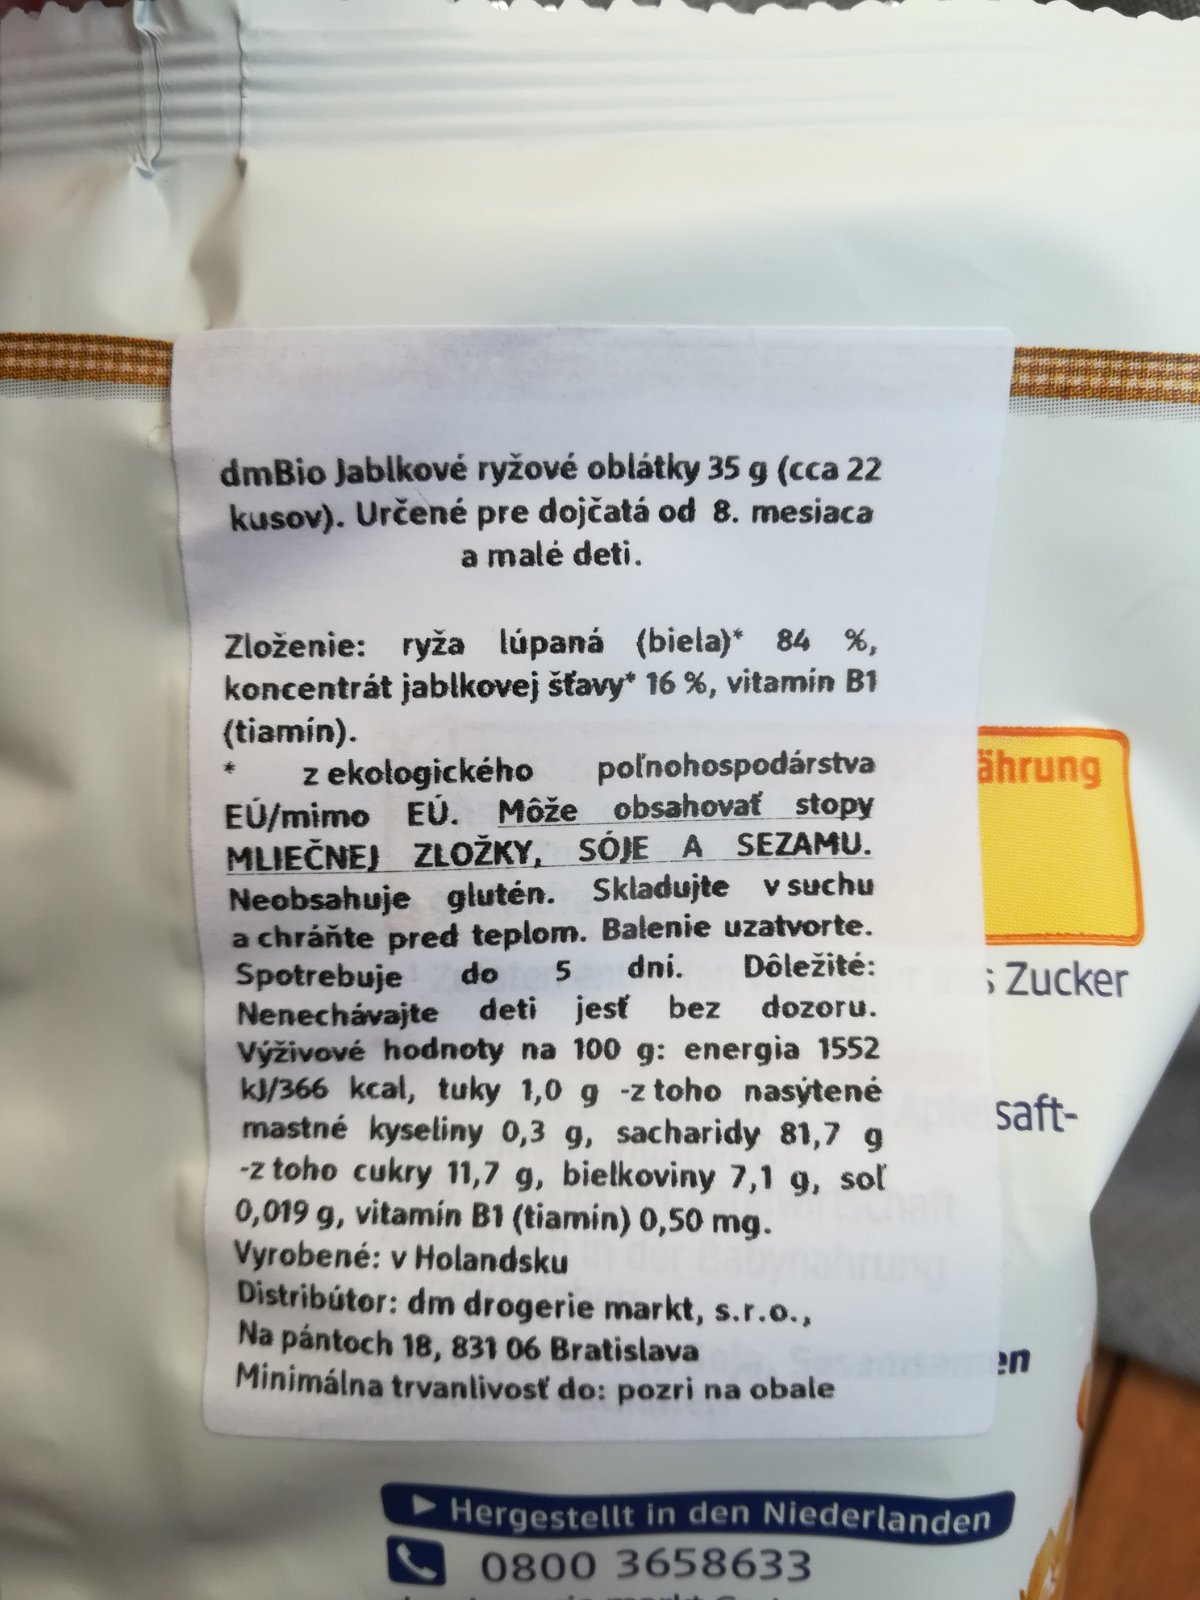 dmBio Jablkové ryžové oblátky 35 g (cca 22
kusov). Určené pre dojčatá od 8. mesiaca
a malé deti.
Zloženie: ryža lúpaná (biela)* 84 %,
koncentrát jablkovej šťavy* 16 %, vitamín B1
(tiamín).
* z ekologického poľnohospodárstva
EÚ/mimo EÚ. Môže obsahovať stopy
MLIEČNEJ ZLOŽKY, SÓJE A SEZAMU.
Neobsahuje glutén. Skladujte v suchu
a chráňte pred teplom. Balenie uzatvorte.
Spotrebuje do 5 dní. Dôležité:
Nenechávajte deti jesť bez dozoru.
Výživové hodnoty na 100 g: energia 1552
kJ/366 kcal, tuky 1,0 g -z toho nasýtené
mastné kyseliny 0,3 g, sacharidy 81,7 g
-z toho cukry 11,7 g, bielkoviny 7,1 g, soľ
0,019 g, vitamín B1 (tiamín) 0,50 mg.
Vyrobené: v Holandsku
Distribútor: dm drogerie markt, s.r.o.,
Na pántoch 18, 831 06 Bratislava
Minimálna trvanlivosť do: pozri na obale
ährung
s Zucker
saft-
en
Hergestellt in den Niederlanden
0800 3658633